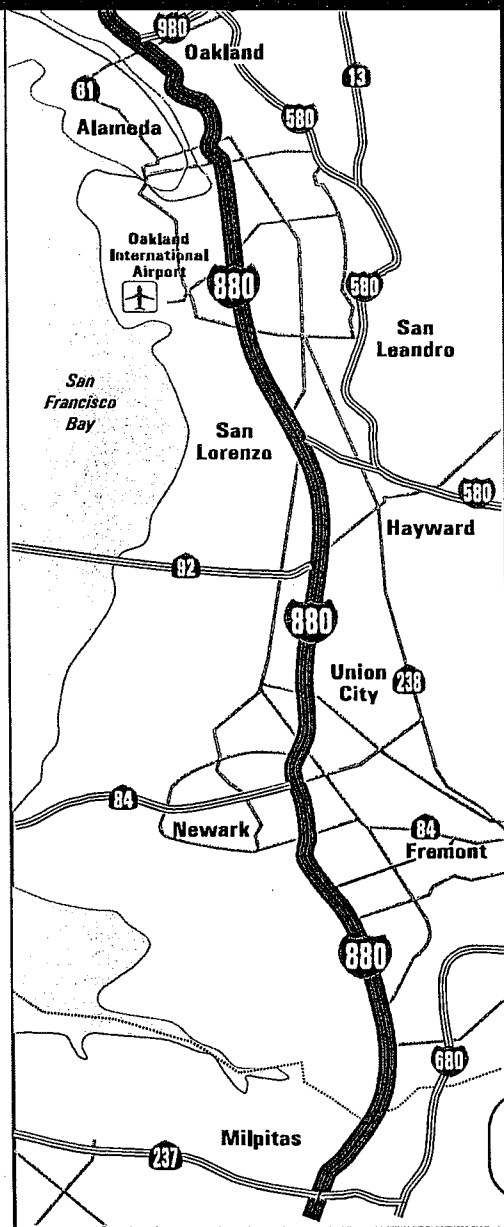 980
Oakland
61
13
580
Alameda
Oakland
International
Airport
880
580
San
Leandro
San
Francisco
Bay
San
Lorenzo
580
Hayward
92
880
Union
City
238
84
Newark
84
Fremont
880
680
Milpitas
237